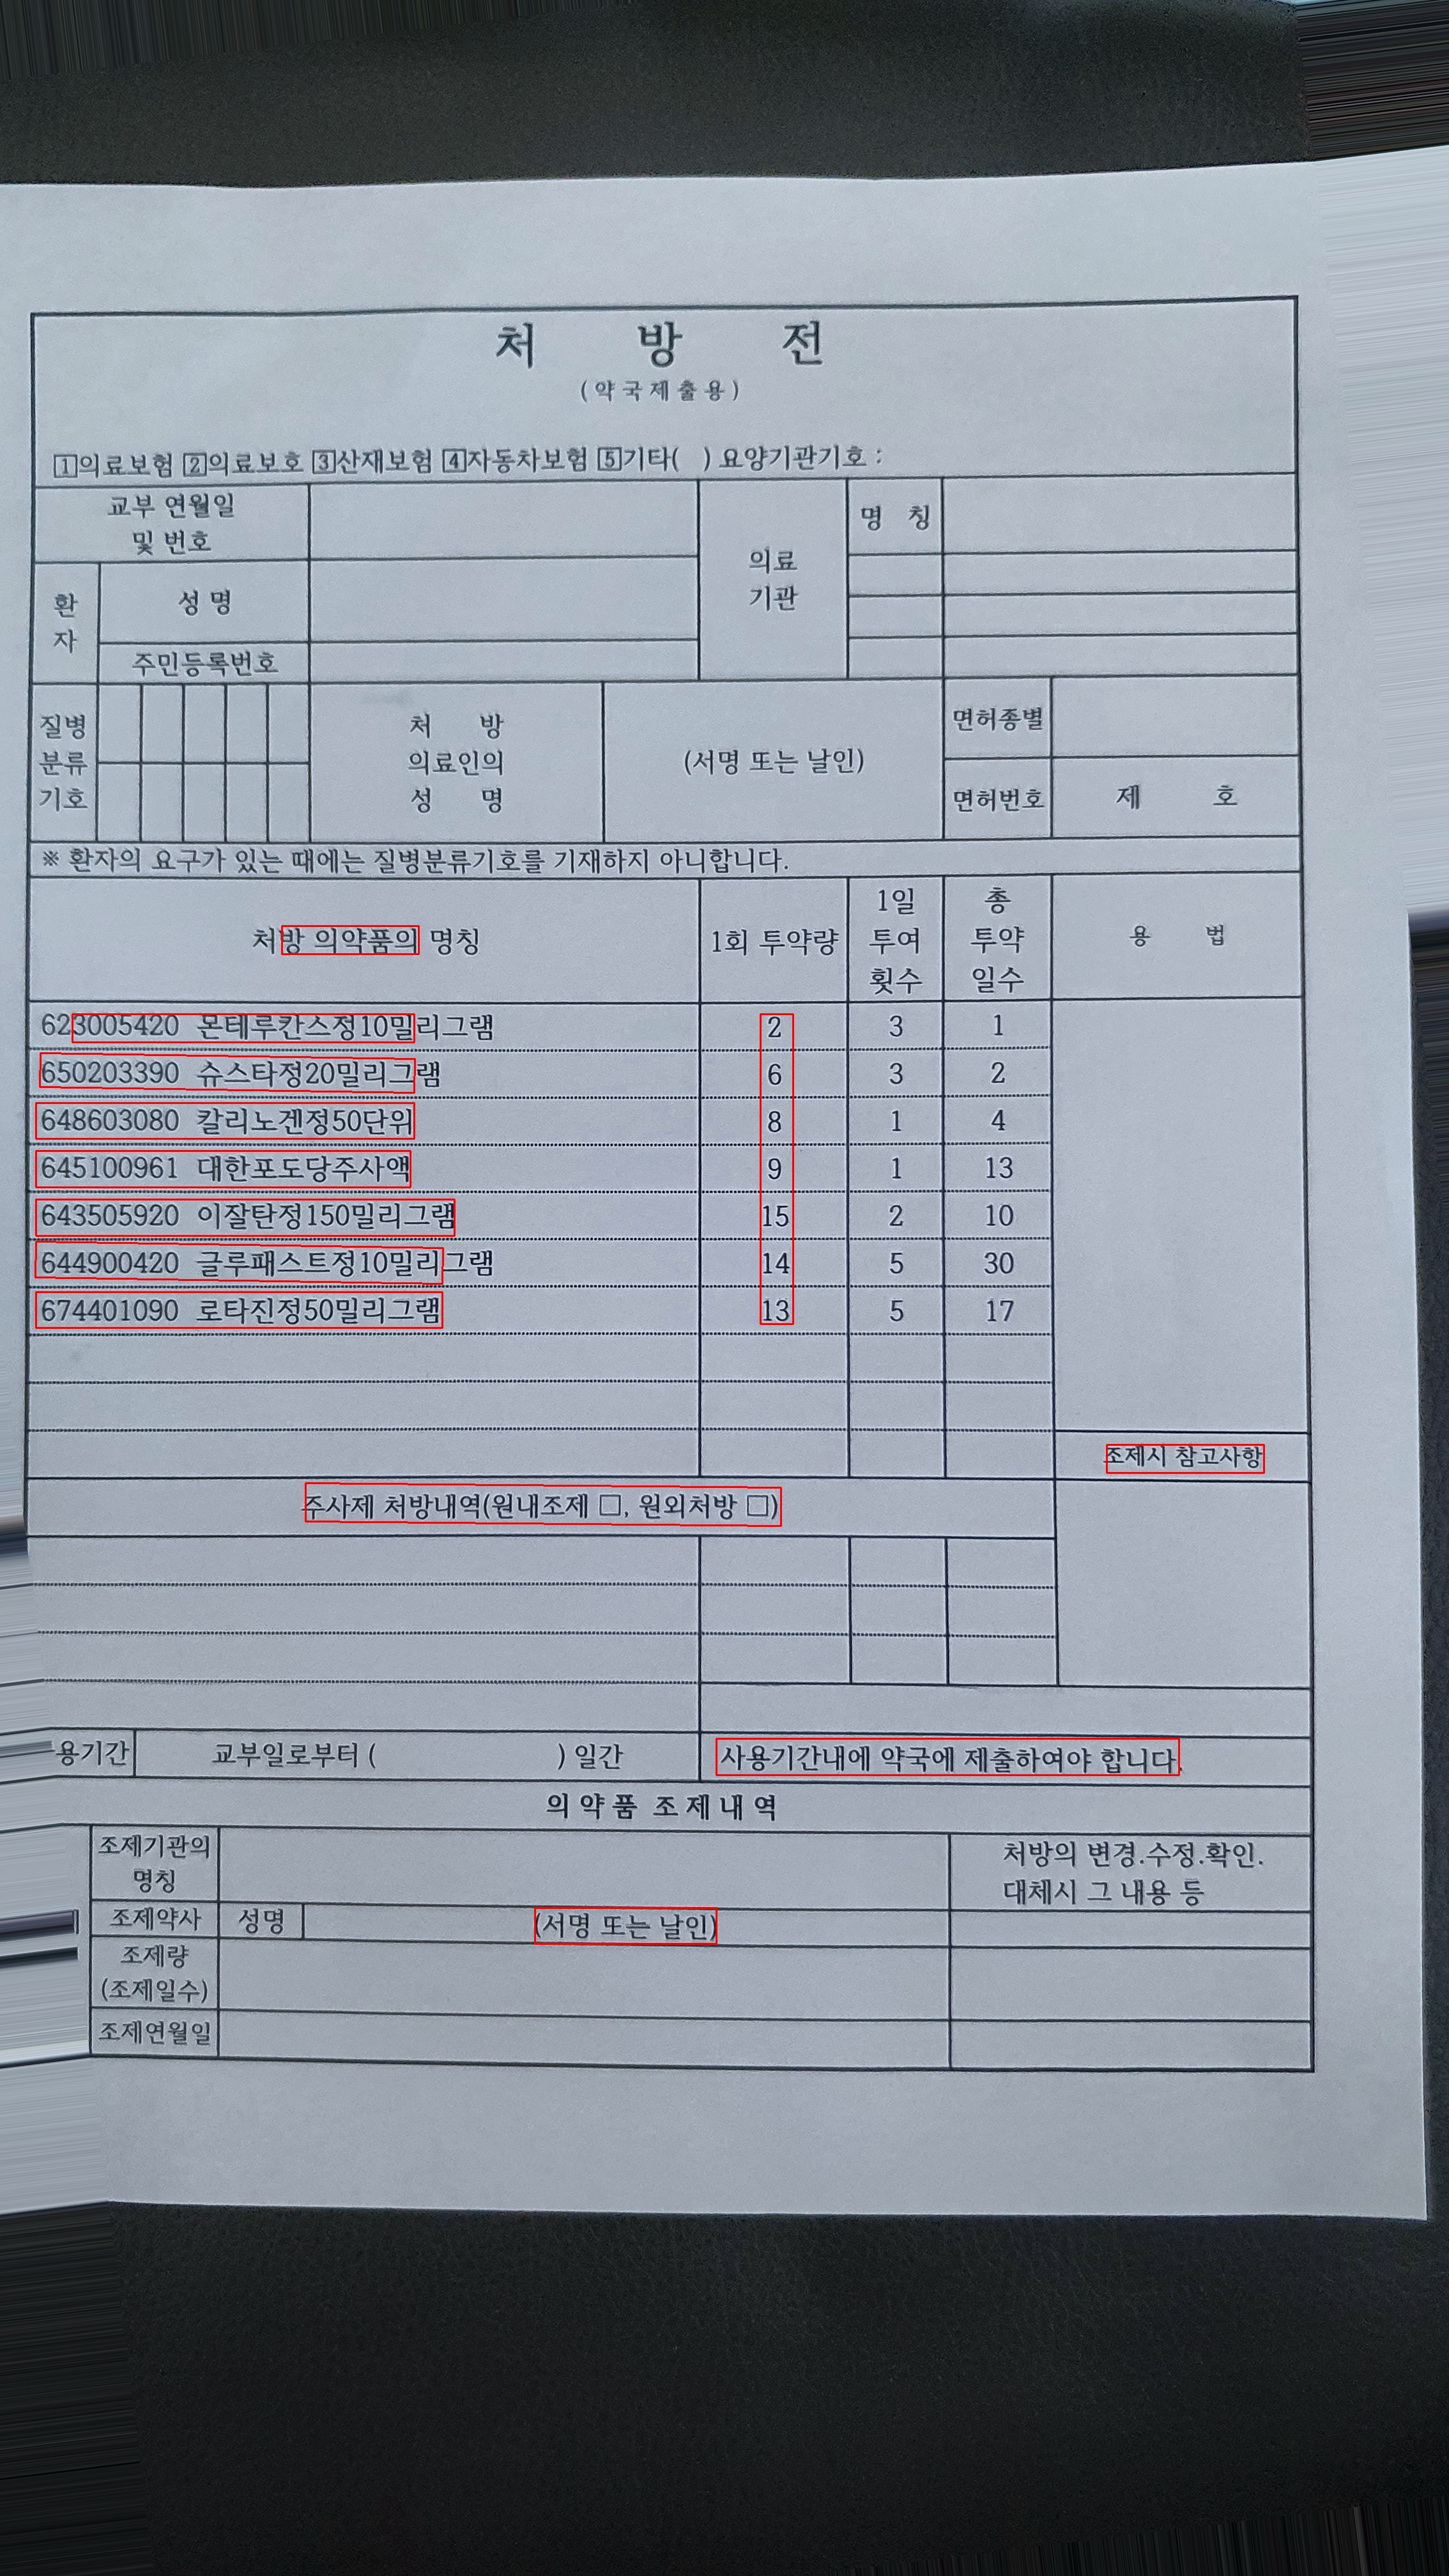 처 방 전
(약국제출용)
1의료보험 2의료보호 3산재보험 4자동차보험 5기타( ) 요양기관기호 :
교부 연월일
및 번호
의료
기관
명 칭
환
자
성 명
주민등록번호
질병
분류
기호
처 방
의료인의
성 명
(서명 또는 날인)
면허종별
면허번호
제 호
※ 환자의 요구가 있는 때에는 질병분류기호를 기재하지 아니합니다.
처방 의약품의 명칭
1회 투약량
1일
투여
횟수
총
투약
일수
용 법
623005420 몬테루칸스정10밀리그램 2 3 1
650203390 슈스타정20밀리그램 6 3 2
648603080 칼리노겐정50단위 8 1 4
645100961 대한포도당주사액 9 1 13
643505920 이잘탄정150밀리그램 15 2 10
644900420 글루패스트정10밀리그램 14 5 30
674401090 로타진정50밀리그램 13 5 17
조제시 참고사항
주사제 처방내역(원내조제 □, 원외처방 □)
용기간 교부일로부터 ( ) 일간 사용기간내에 약국에 제출하여야 합니다.
의약품 조제내역
조제기관의
명칭
처방의 변경.수정.확인.
대체시 그 내용 등
조제약사 성명 (서명 또는 날인)
조제량
(조제일수)
조제연월일